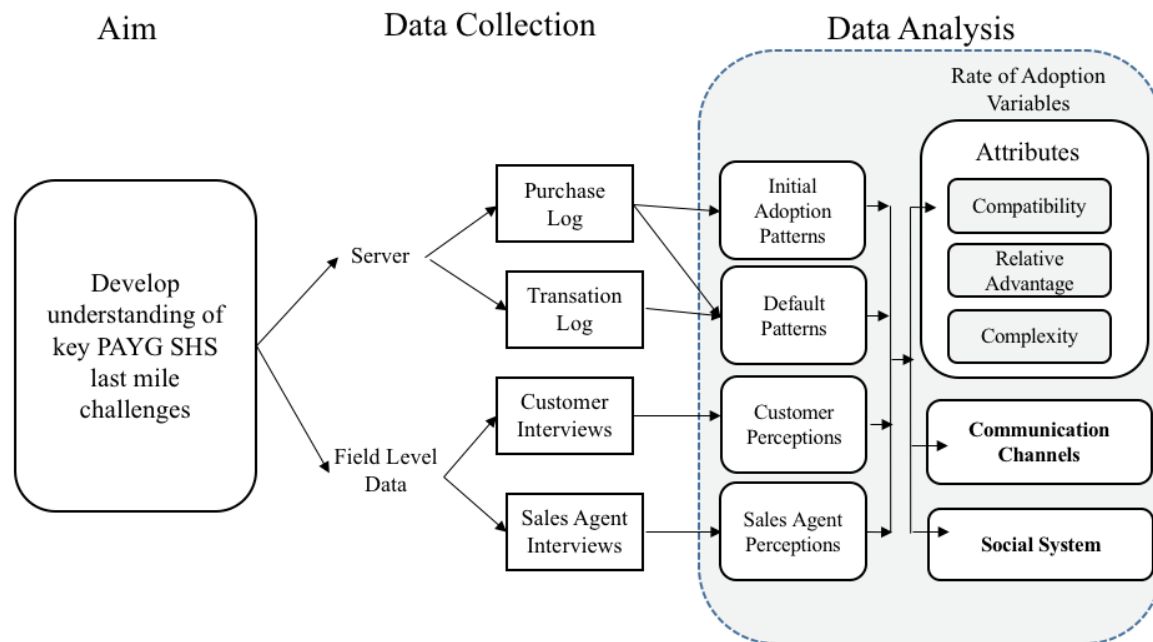 Aim
Data Collection
Data Analysis
Rate of Adoption
Variables
Attributes
Compatibility
Relative
Advantage
Complexity
Communication
Channels
Social System
Develop
understanding of
key PAYG SHS
last mile
challenges
Server
Field Level
Data
Purchase
Log
Transation
Log
Customer
Interviews
Sales Agent
Interviews
Initial
Adoption
Patterns
Default
Patterns
Customer
Perceptions
Sales Agent
Perceptions